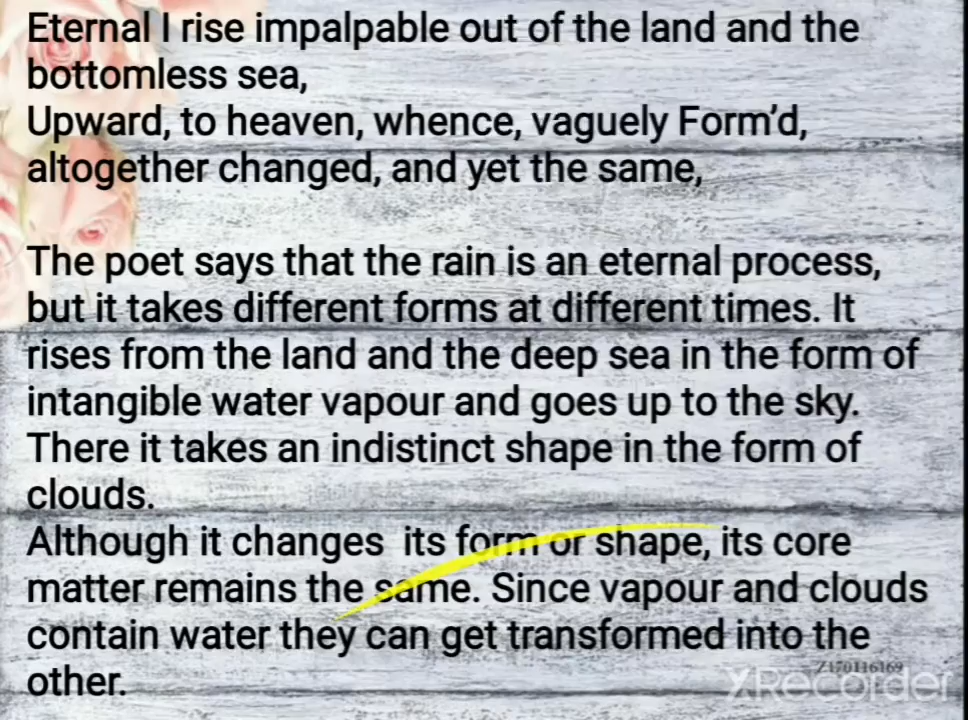 Eternal I rise impalpable out of the land and the
bottomless sea,
Upward, to heaven, whence, vaguely Form'd,
altogether changed, and yet the same,
The poet says that the rain is an eternal process,
but it takes different forms at different times. It
rises from the land and the deep sea in the form of
intangible water vapour and goes up to the sky.
There it takes an indistinct shape in the form of
clouds.
Although it changes its form or shape, its core
matter remains the same. Since vapour and clouds
contain water they can get transformed into the
other.
Z170116169
XRecorder